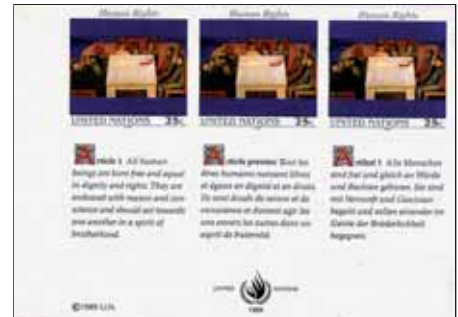 Human Rights Human Rights Human Rights
UNITED NATIONS 25c UNITED NATIONS 25c UNITED NATIONS 25c
Article 1 All human
beings are born free and equal
in dignity and rights. They are
endowed with reason and con-
science and should act towards
one another in a spirit of
brotherhood.
Article premier Tous les
êtres humains naissent libres
et égaux en dignité et en droits.
Ils sont doués de raison et de
conscience et doivent agir les
uns envers les autres dans un
esprit de fraternité.
Artikel 1 Alle Menschen
sind frei und gleich an Würde
und Rechten geboren. Sie sind
mit Vernunft und Gewissen
begabt und sollen einander im
Geiste der Brüderlichkeit
begegnen.
UNITED NATIONS
1989
© 1989 U.N.